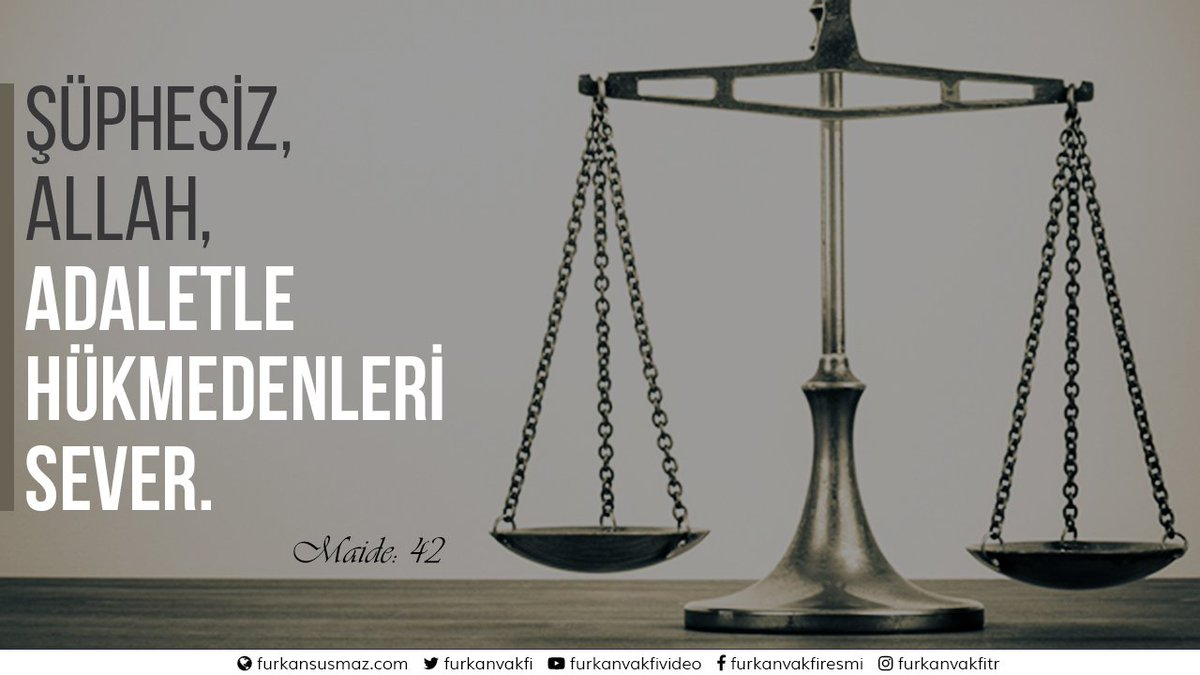 ŞÜPHESİZ,
ALLAH,
ADALETLE
HÜKMEDENLERİ
SEVER.
Maide: 42
furkansusmaz.com furkanvakfi furkanvakfivideo furkanvakfiresmi furkanvakfitr